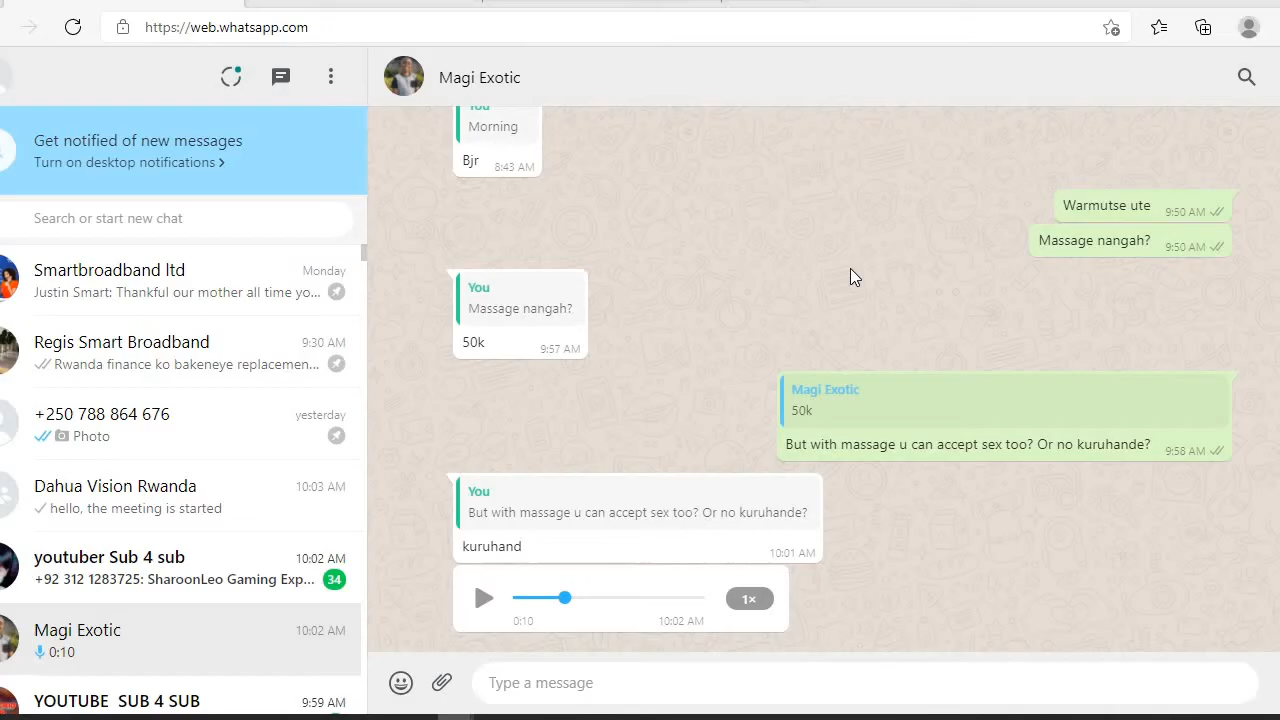 https://web.whatsapp.com
Magi Exotic
Get notified of new messages
Turn on desktop notifications >
Search or start new chat
Smartbroadband ltd
Monday
Justin Smart: Thankful our mother all time yo...
Regis Smart Broadband
9:30 AM
Rwanda finance ko bakeneye replacemen...
+250 788 864 676
yesterday
Photo
Dahua Vision Rwanda
10:03 AM
hello, the meeting is started
youtuber Sub 4 sub
10:02 AM
+92 312 1283725: SharoonLeo Gaming Exp...
34
Magi Exotic
10:02 AM
0:10
YOUTUBE SUB 4 SUB
9:59 AM
You
Morning
Bjr
8:43 AM
Warmutse ute
9:50 AM
Massage nangah?
9:50 AM
You
Massage nangah?
50k
9:57 AM
Magi Exotic
50k
But with massage u can accept sex too? Or no kuruhande?
9:58 AM
You
But with massage u can accept sex too? Or no kuruhande?
kuruhand
10:01 AM
1×
0:10
10:02 AM
Type a message